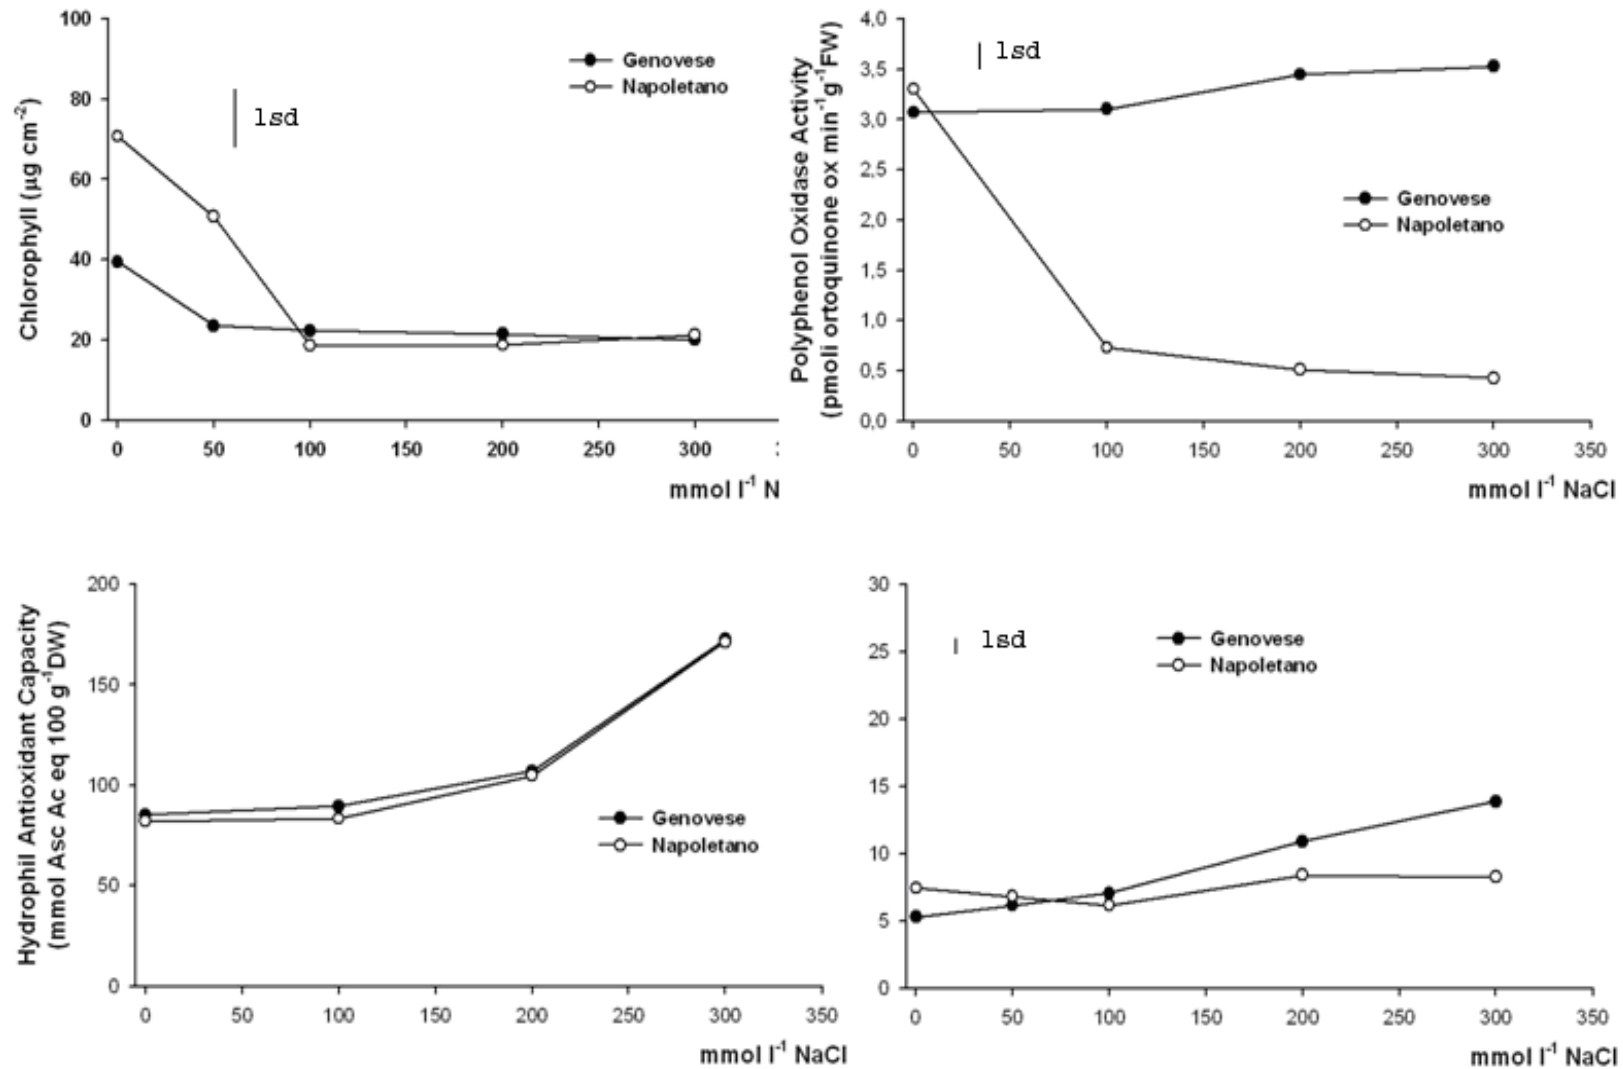 100
80
60
40
20
0
Chlorophyll (µg cm⁻²)
lsd
Genovese
Napoletano
0 50 100 150 200 250 300 :
mmol l⁻¹ N
4,0
3,5
3,0
2,5
2,0
1,5
1,0
0,5
0,0
Polyphenol Oxidase Activity
(pmoli ortoquinone ox min⁻¹g⁻¹FW)
lsd
Genovese
Napoletano
0 50 100 150 200 250 300 350
mmol l⁻¹ NaCl
200
150
100
50
0
Hydrophil Antioxidant Capacity
(mmol Asc Ac eq 100 g⁻¹DW)
Genovese
Napoletano
0 50 100 150 200 250 300 350
mmol l⁻¹ NaCl
30
25
20
15
10
5
0
lsd
Genovese
Napoletano
0 50 100 150 200 250 300 350
mmol l⁻¹ NaCl